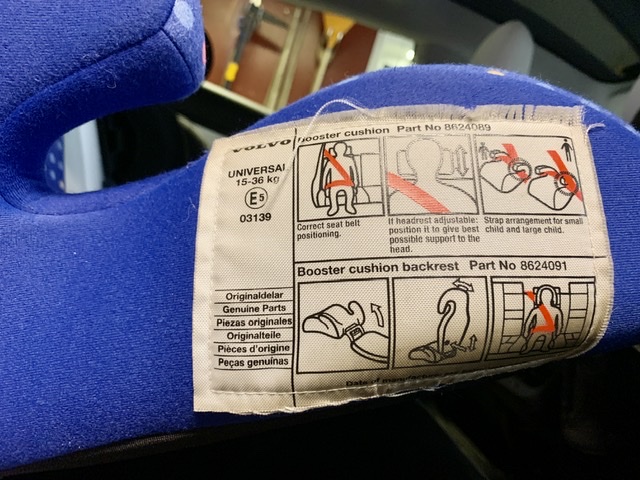 VOLVO
UNIVERSAL
15-36 kg
E5
03139
Originaldelar
Genuine Parts
Piezas originales
Originalteile
Pièces d'origine
Peças genuínas
Booster cushion Part No 8624089
Correct seat belt
positioning.
If headrest adjustable:
position it to give best
possible support to the
head.
Strap arrangement for small
child and large child.
Booster cushion backrest Part No 8624091